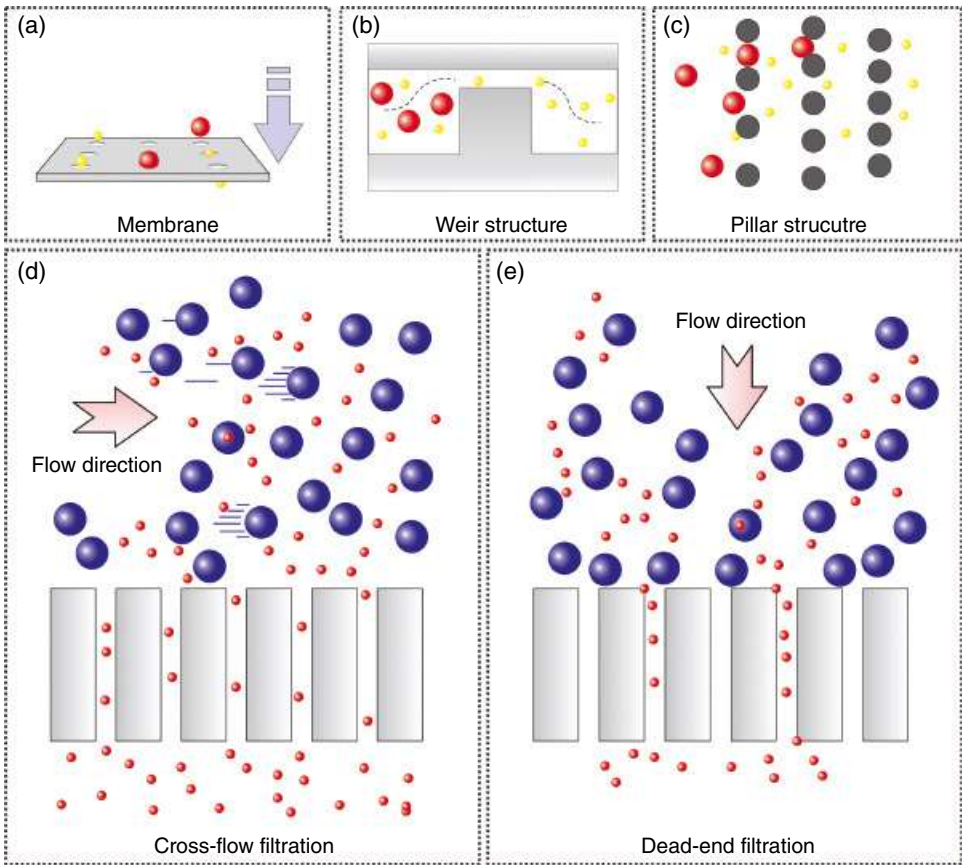 (a)
Membrane
(b)
Weir structure
(c)
Pillar strucutre
(d)
Flow direction
Cross-flow filtration
(e)
Flow direction
Dead-end filtration